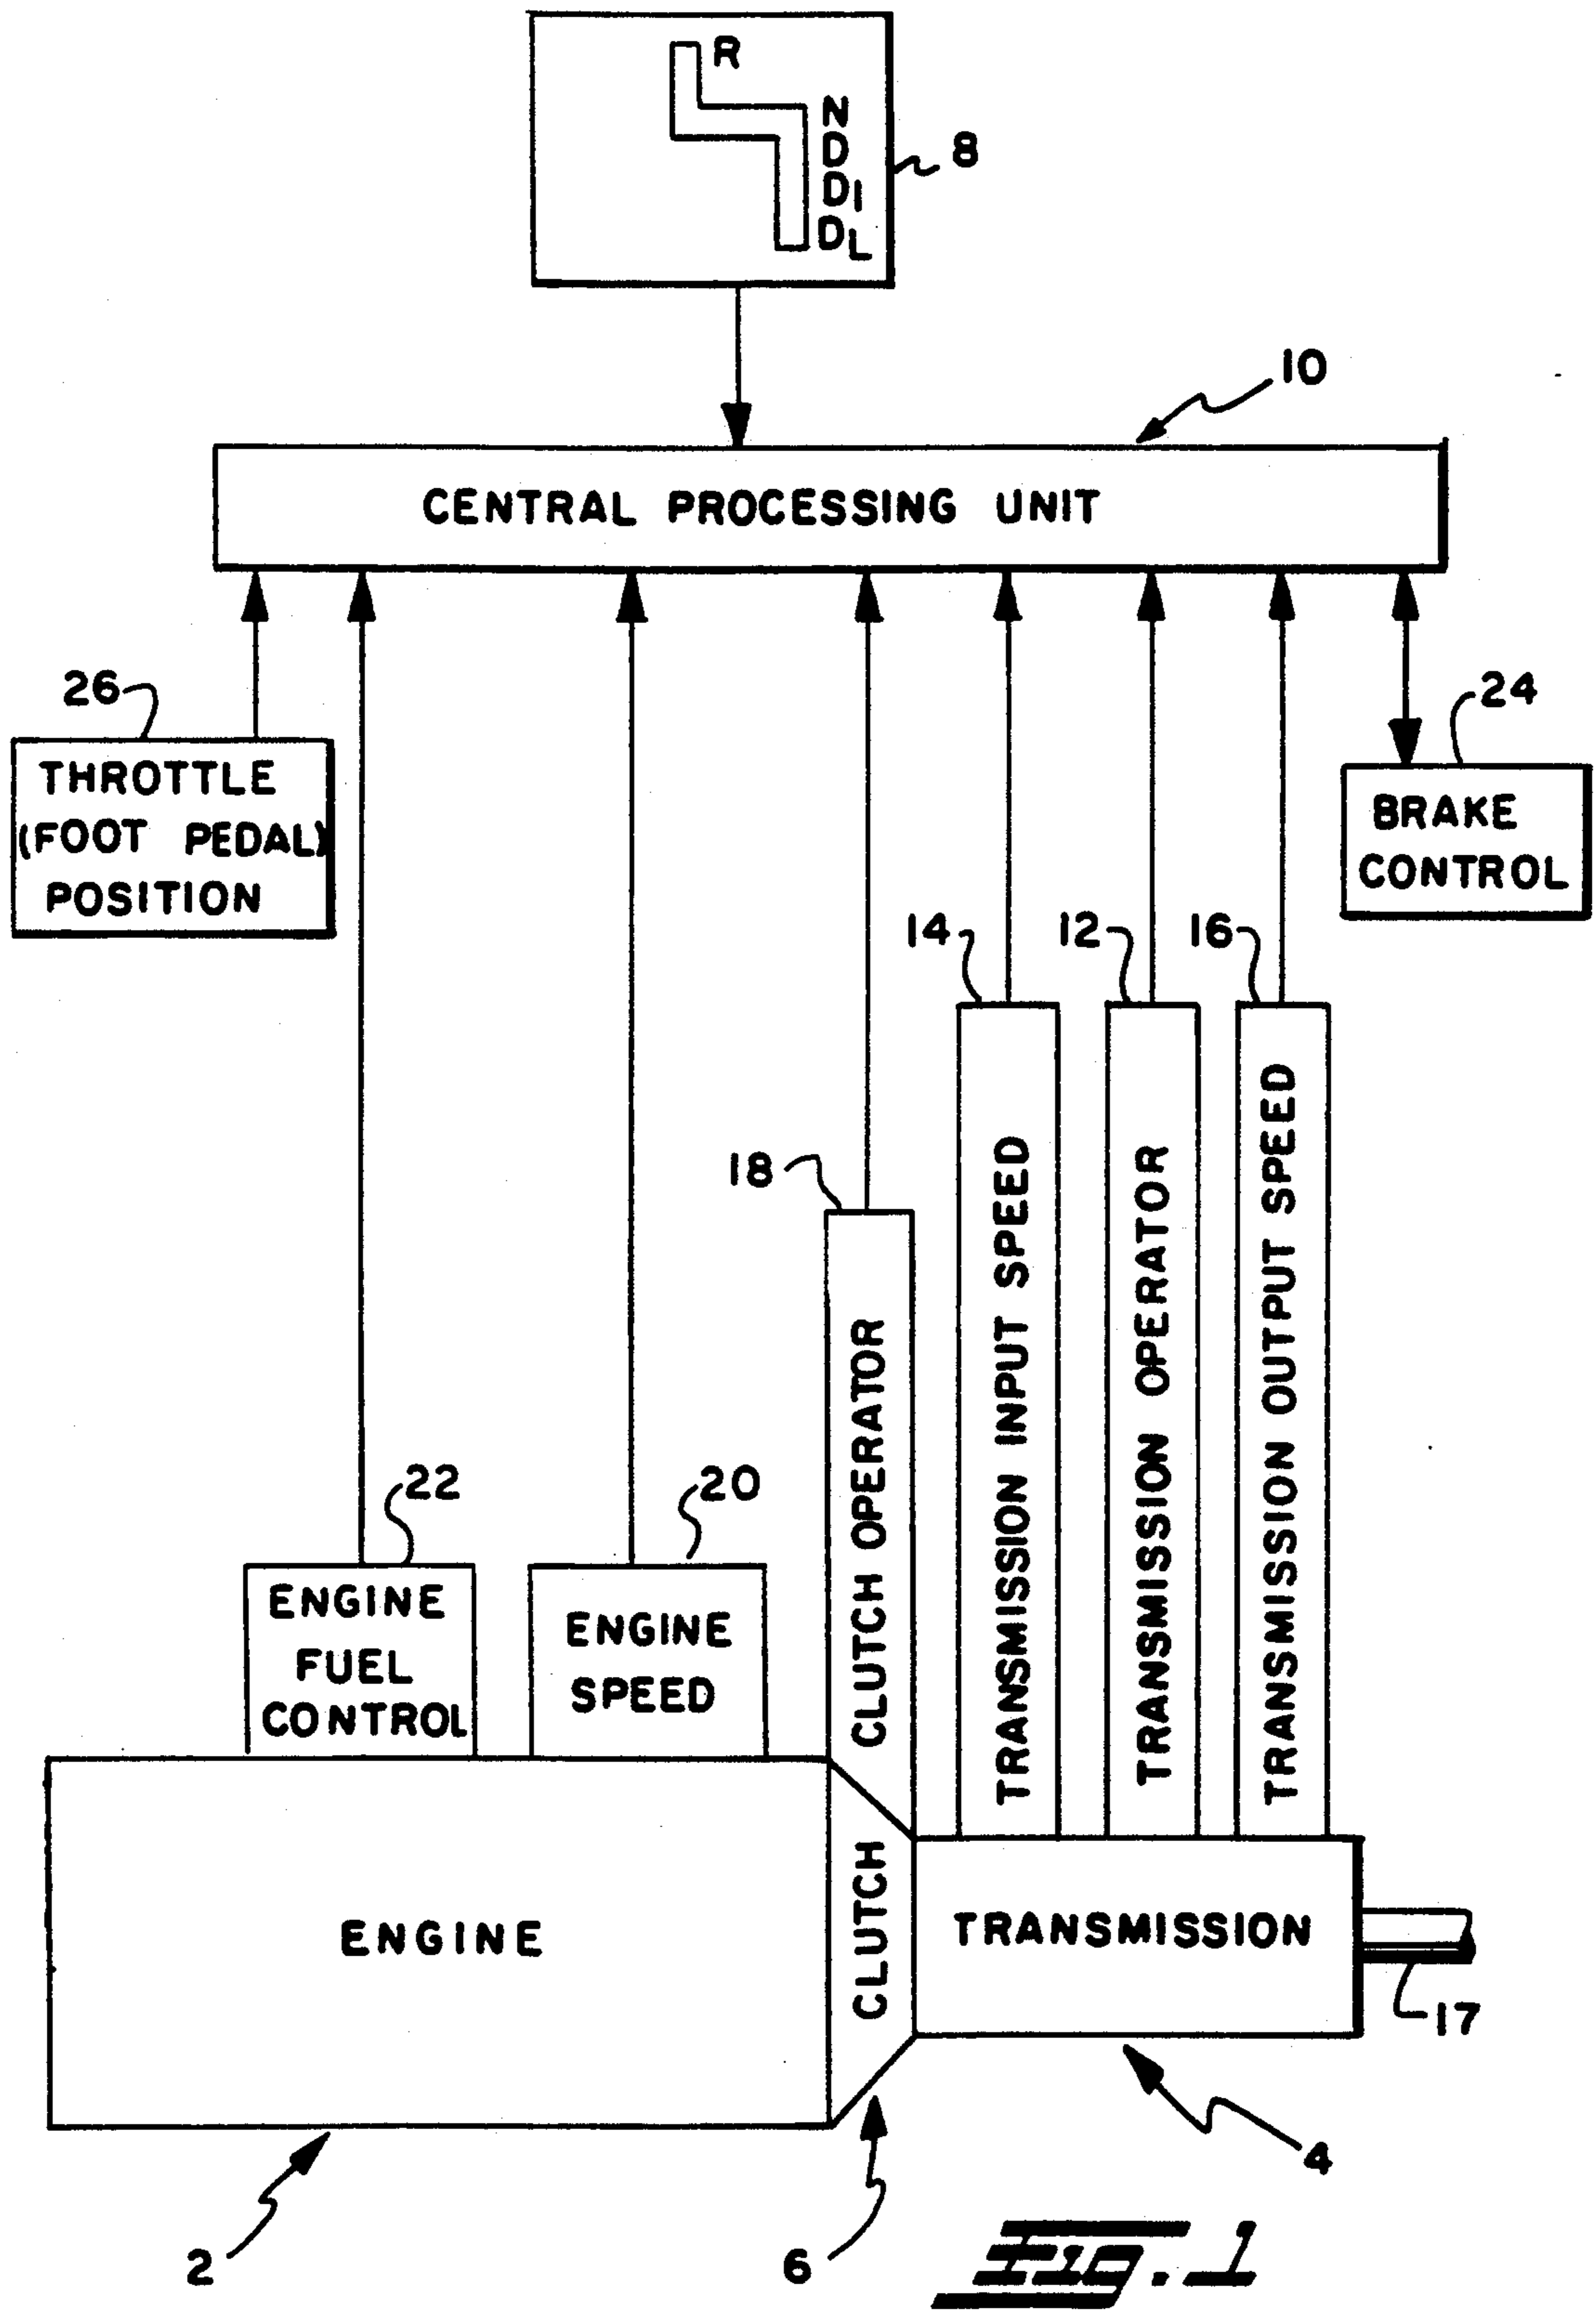 R
N
D
D1
DL
8
10
CENTRAL PROCESSING UNIT
26
24
THROTTLE
(FOOT PEDAL)
POSITION
BRAKE
CONTROL
14
12
16
18
TRANSMISSION INPUT SPEED
TRANSMISSION OPERATOR
TRANSMISSION OUTPUT SPEED
CLUTCH OPERATOR
22
20
ENGINE
FUEL
CONTROL
ENGINE
SPEED
ENGINE
CLUTCH
TRANSMISSION
17
4
2
6
Fig. 1